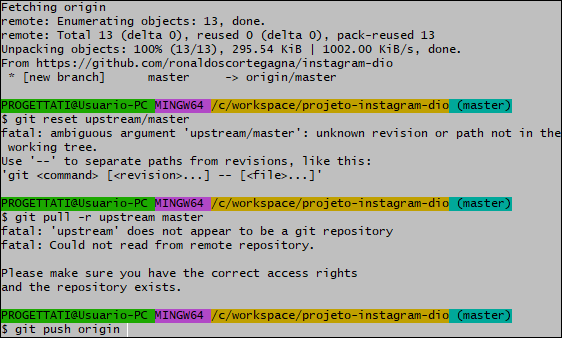 Fetching origin
remote: Enumerating objects: 13, done.
remote: Total 13 (delta 0), reused 0 (delta 0), pack-reused 13
Unpacking objects: 100% (13/13), 295.54 KiB | 1002.00 KiB/s, done.
From https://github.com/ronaldoscortegagna/instagram-dio
 * [new branch]      master     -> origin/master
PROGETTATI@Usuario-PC MINGW64 /c/workspace/projeto-instagram-dio (master)
$ git reset upstream/master
fatal: ambiguous argument 'upstream/master': unknown revision or path not in the
 working tree.
Use '--' to separate paths from revisions, like this:
'git <command> [<revision>...] -- [<file>...]'
PROGETTATI@Usuario-PC MINGW64 /c/workspace/projeto-instagram-dio (master)
$ git pull -r upstream master
fatal: 'upstream' does not appear to be a git repository
fatal: Could not read from remote repository.
Please make sure you have the correct access rights
and the repository exists.
PROGETTATI@Usuario-PC MINGW64 /c/workspace/projeto-instagram-dio (master)
$ git push origin